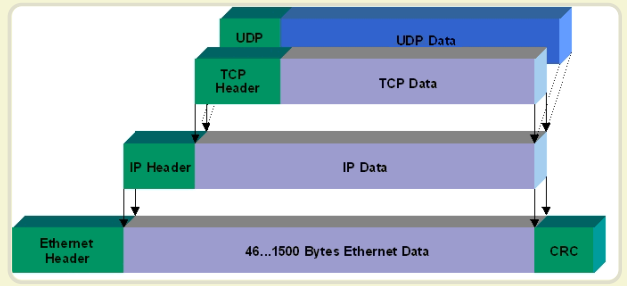 UDP
UDP Data
TCP
Header
TCP Data
IP Header
IP Data
Ethernet
Header
46...1500 Bytes Ethernet Data
CRC